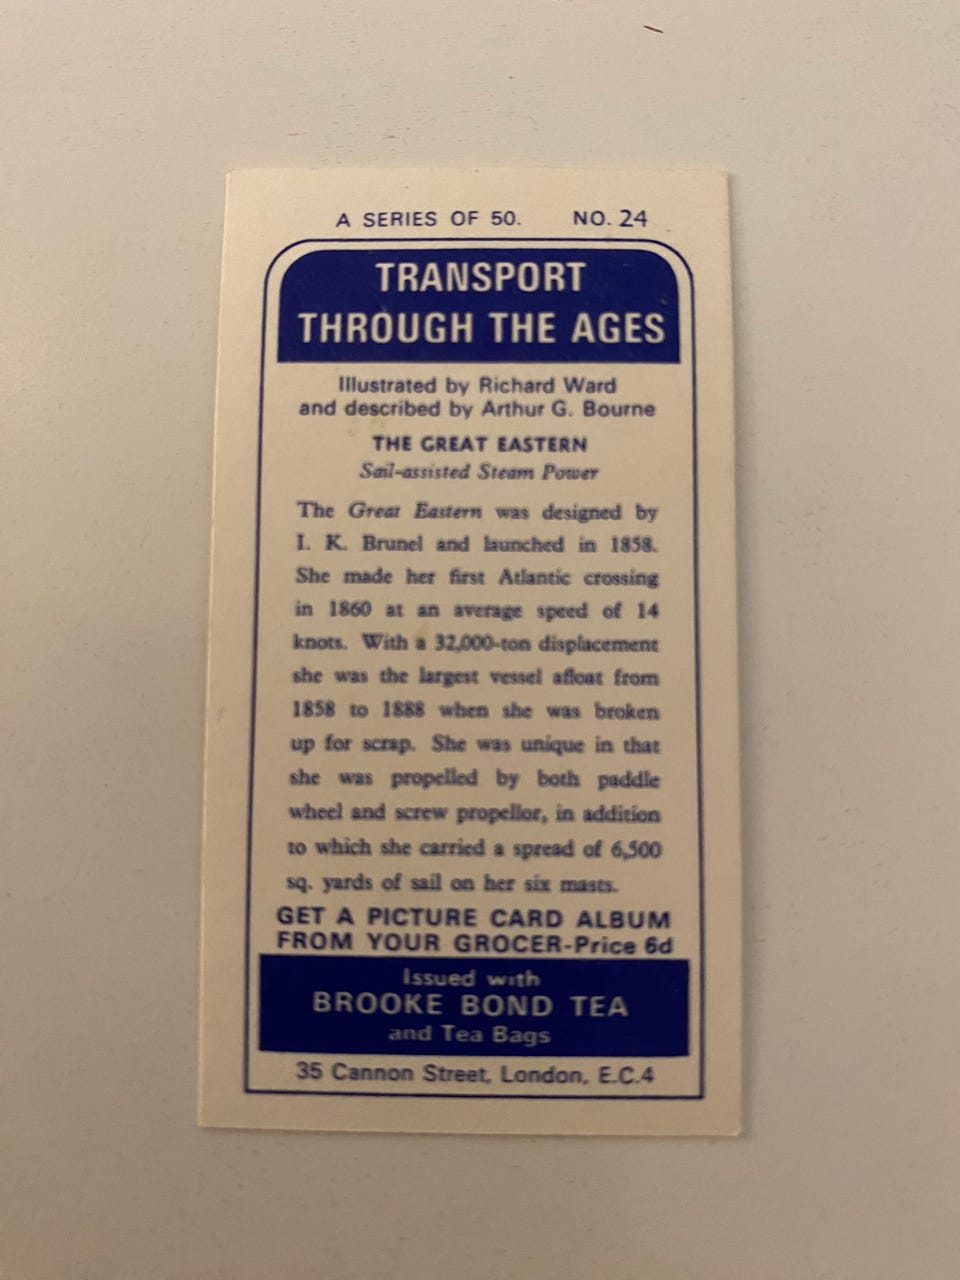 A SERIES OF 50. NO. 24
TRANSPORT
THROUGH THE AGES
Illustrated by Richard Ward
and described by Arthur G. Bourne
THE GREAT EASTERN
Sail-assisted Steam Power
The Great Eastern was designed by
I. K. Brunel and launched in 1858.
She made her first Atlantic crossing
in 1860 at an average speed of 14
knots. With a 32,000-ton displacement
she was the largest vessel afloat from
1858 to 1888 when she was broken
up for scrap. She was unique in that
she was propelled by both paddle
wheel and screw propellor, in addition
to which she carried a spread of 6,500
sq. yards of sail on her six masts.
GET A PICTURE CARD ALBUM
FROM YOUR GROCER-Price 6d
Issued with
BROOKE BOND TEA
and Tea Bags
35 Cannon Street, London, E.C.4